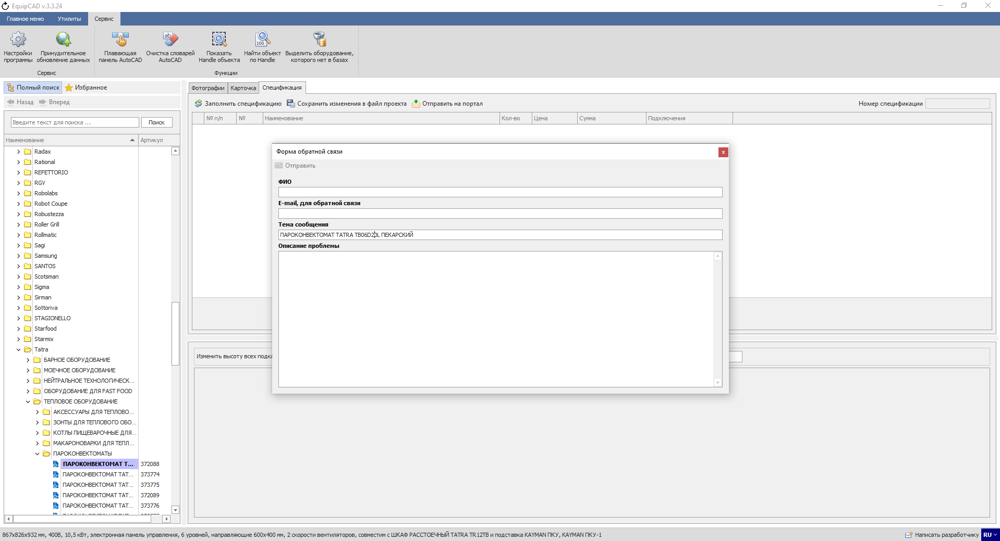 EquipCAD v.3.3.24
Главное меню
Утилиты
Сервис
Настройки программы
Принудительное обновление данных
Сервис
Плавающая панель AutoCAD
Очистка словарей AutoCAD
Показать Handle объекта
Найти объект по Handle
Выделить оборудование, которого нет в базах
Функции
Полный поиск
Избранное
Назад
Вперед
Введите текст для поиска ...
Поиск
Наименование
Артикул
Radax
Rational
REFETTORIO
RGV
Robolabs
Robot Coupe
Robustezza
Roller Grill
Rollmatic
Sagi
Samsung
SANTOS
Scotsman
Sigma
Sirman
Sottoriva
STAGIONELLO
Starfood
Starmix
Tatra
БАРНОЕ ОБОРУДОВАНИЕ
МОЕЧНОЕ ОБОРУДОВАНИЕ
НЕЙТРАЛЬНОЕ ТЕХНОЛОГИЧЕСК...
ОБОРУДОВАНИЕ ДЛЯ FAST FOOD
ТЕПЛОВОЕ ОБОРУДОВАНИЕ
АКСЕССУАРЫ ДЛЯ ТЕПЛОВО...
ЗОНТЫ ДЛЯ ТЕПЛОВОГО ОБО...
КОТЛЫ ПИЩЕВАРОЧНЫЕ ДЛЯ...
МАКАРОНОВАРКИ ДЛЯ ТЕПЛ...
ПАРОКОНВЕКТОМАТЫ
ПАРОКОНВЕКТОМАТ Т... 372088
ПАРОКОНВЕКТОМАТ ТАТ... 373774
ПАРОКОНВЕКТОМАТ ТАТ... 373775
ПАРОКОНВЕКТОМАТ ТАТ... 372089
ПАРОКОНВЕКТОМАТ ТАТ... 373776
Фотографии
Карточка
Спецификация
Заполнить спецификацию
Сохранить изменения в файл проекта
Отправить на портал
Номер спецификации
№ п/п
№
Наименование
Кол-во
Цена
Сумма
Подключения
Форма обратной связи
Отправить
ФИО
E-mail, для обратной связи
Тема сообщения
ПАРОКОНВЕКТОМАТ TATRA TB06D20L ПЕКАРСКИЙ
Описание проблемы
Изменить высоту всех подкл
867х826х932 мм, 400В, 10,5 кВт, электронная панель управления, 6 уровней, направляющие 600х400 мм, 2 скорости вентиляторов, совместим с ШКАФ РАССТОЕЧНЫЙ TATRA TR12TB и подставка KAYMAN ПКУ, KAYMAN ПКУ-1
Написать разработчику
RU